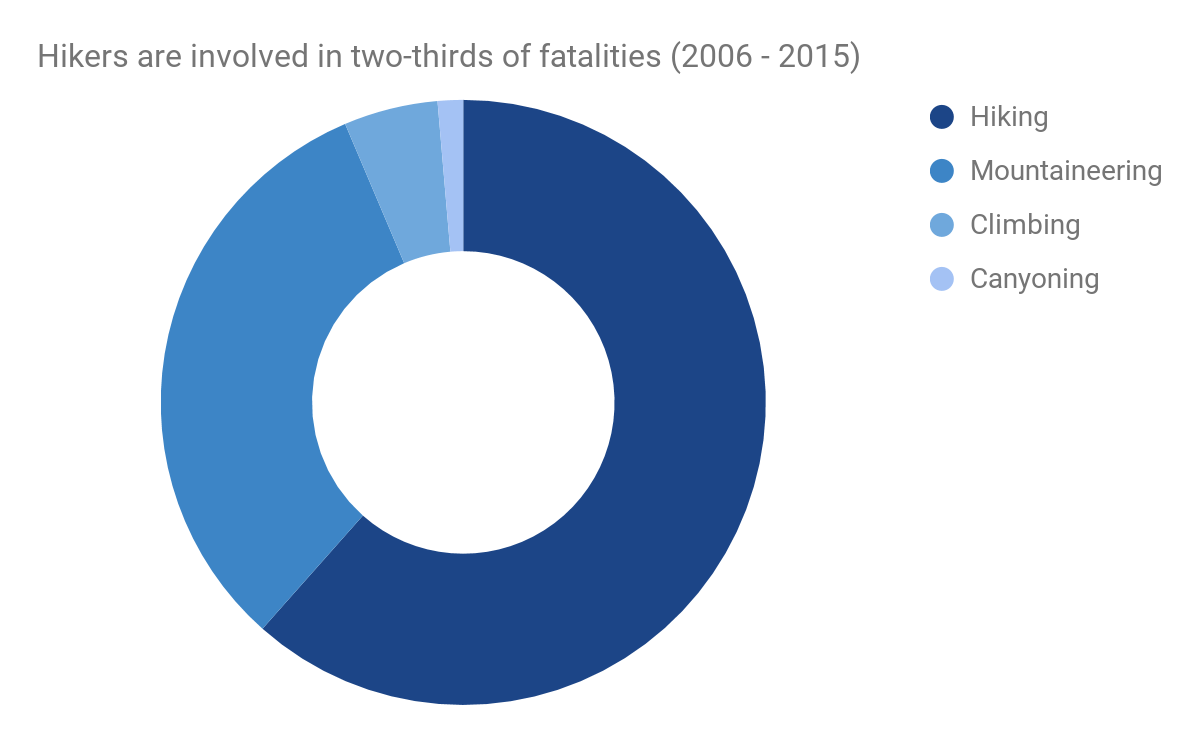 Hikers are involved in two-thirds of fatalities (2006 - 2015)
Hiking
Mountaineering
Climbing
Canyoning